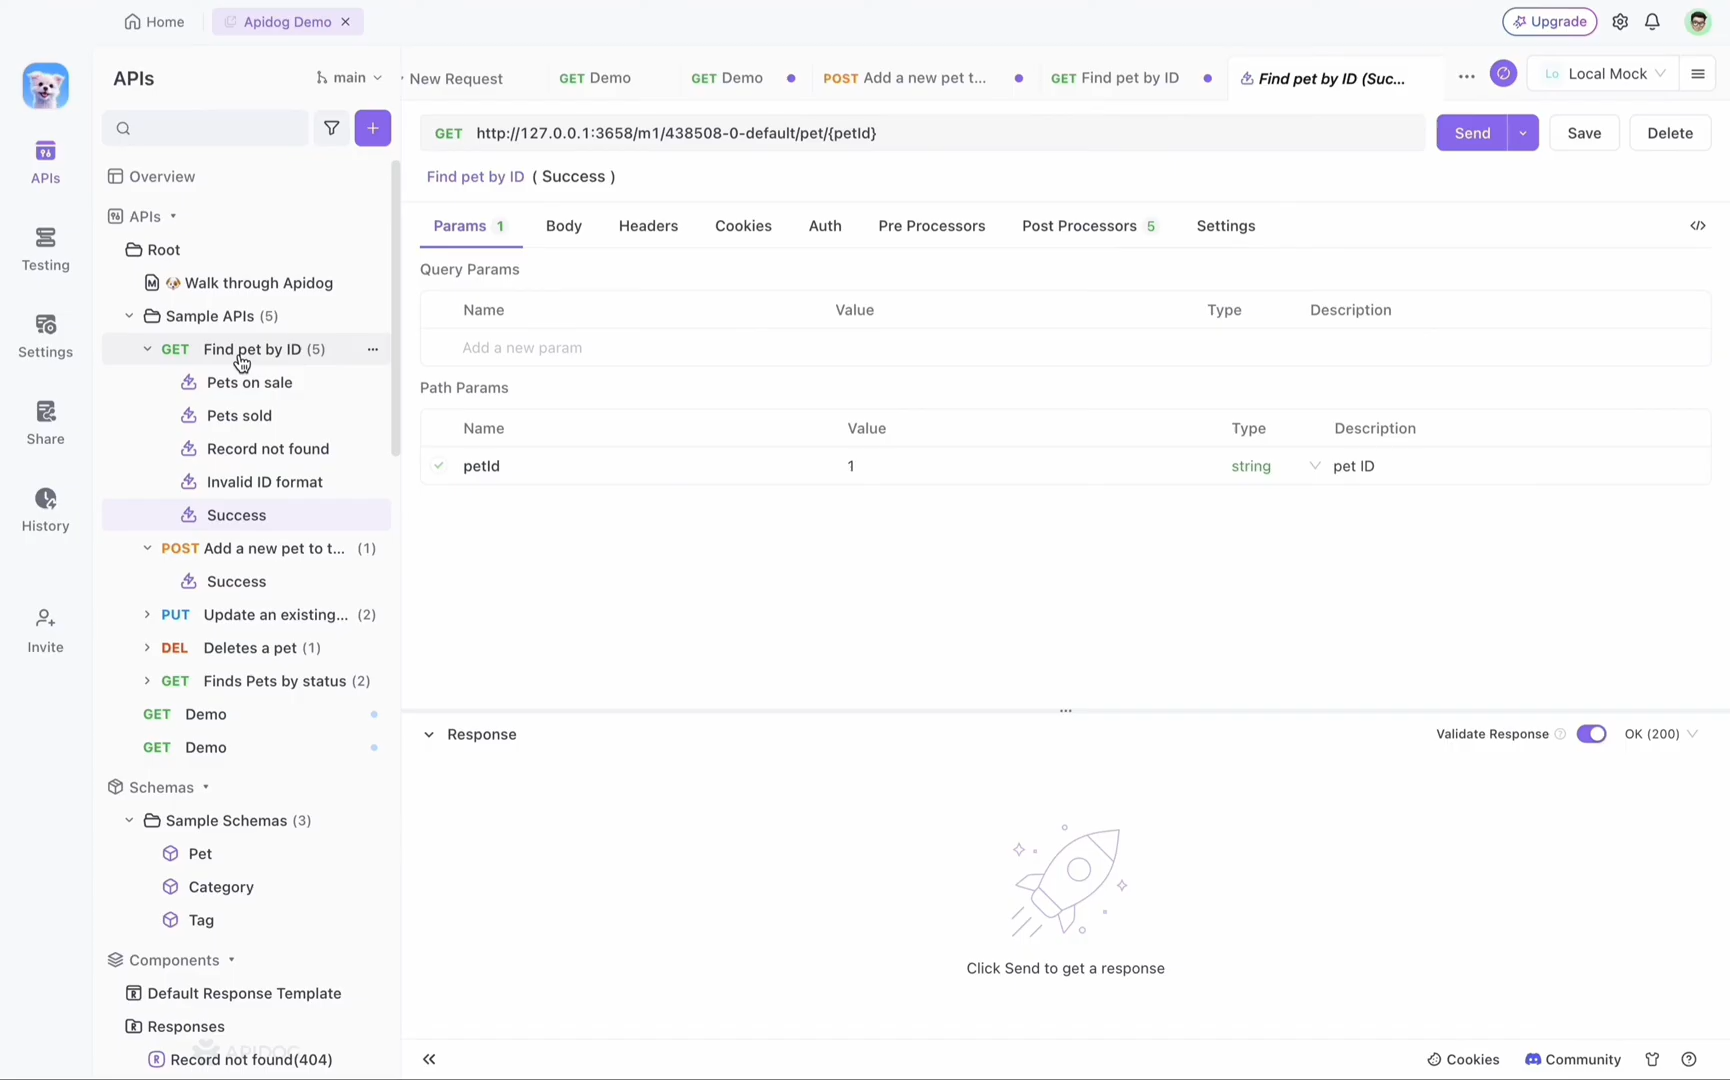 Home
Apidog Demo
Upgrade
APIs
main
New Request
GET Demo
GET Demo
POST Add a new pet t...
GET Find pet by ID
Find pet by ID (Suc...
Lo Local Mock
GET http://127.0.0.1:3658/m1/438508-0-default/pet/{petId}
Send
Save
Delete
Find pet by ID ( Success )
APIs
Testing
Settings
Share
History
Invite
Overview
APIs
Root
Walk through Apidog
Sample APIs (5)
GET Find pet by ID (5)
Pets on sale
Pets sold
Record not found
Invalid ID format
Success
POST Add a new pet to t... (1)
Success
PUT Update an existing... (2)
DEL Deletes a pet (1)
GET Finds Pets by status (2)
GET Demo
GET Demo
Schemas
Sample Schemas (3)
Pet
Category
Tag
Components
Default Response Template
Responses
Record not found(404)
APIDOG
Params 1
Body
Headers
Cookies
Auth
Pre Processors
Post Processors 5
Settings
Query Params
Name Value Type Description
Add a new param
Path Params
Name Value Type Description
petId 1 string pet ID
Response
Validate Response
OK (200)
Click Send to get a response
Cookies
Community